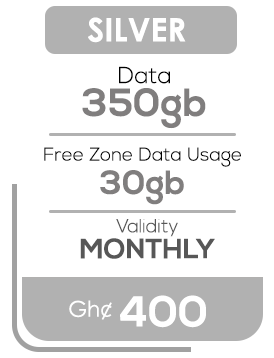 SILVER
Data
350gb
Free Zone Data Usage
30gb
Validity
MONTHLY
Gh¢ 400